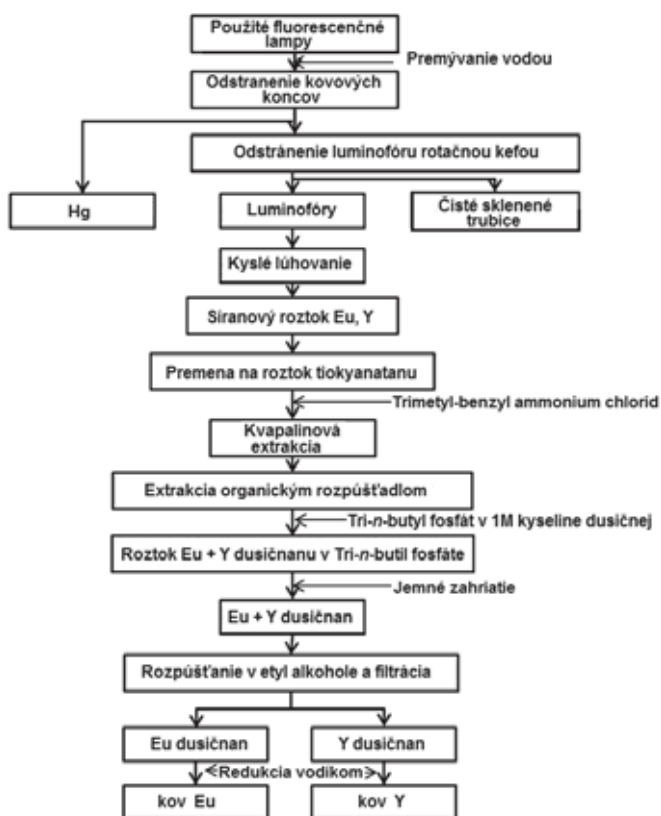 Použité fluorescenčné
lampy
Premývanie vodou
Odstranenie kovových
koncov
Odstránenie luminofóru rotačnou kefou
Hg
Luminofóry
Čisté sklenené
trubice
Kyslé lúhovanie
Síranový roztok Eu, Y
Premena na roztok tiokyanatanu
Trimetyl-benzyl ammonium chlorid
Kvapalinová
extrakcia
Extrakcia organickým rozpúšťadlom
Tri-n-butyl fosfát v 1M kyseline dusičnej
Roztok Eu + Y dusičnanu v Tri-n-butil fosfáte
Jemné zahriatie
Eu + Y dusičnan
Rozpúšťanie v etyl alkohole a filtrácia
Eu dusičnan
Y dusičnan
Redukcia vodíkom
kov Eu
kov Y